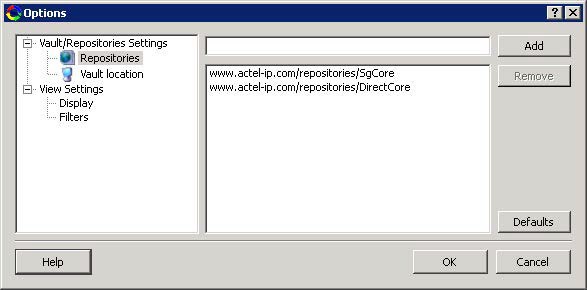 Options
Vault/Repositories Settings
Repositories
Vault location
View Settings
Display
Filters
Add
www.actel-ip.com/repositories/SgCore
www.actel-ip.com/repositories/DirectCore
Remove
Defaults
Help
OK
Cancel